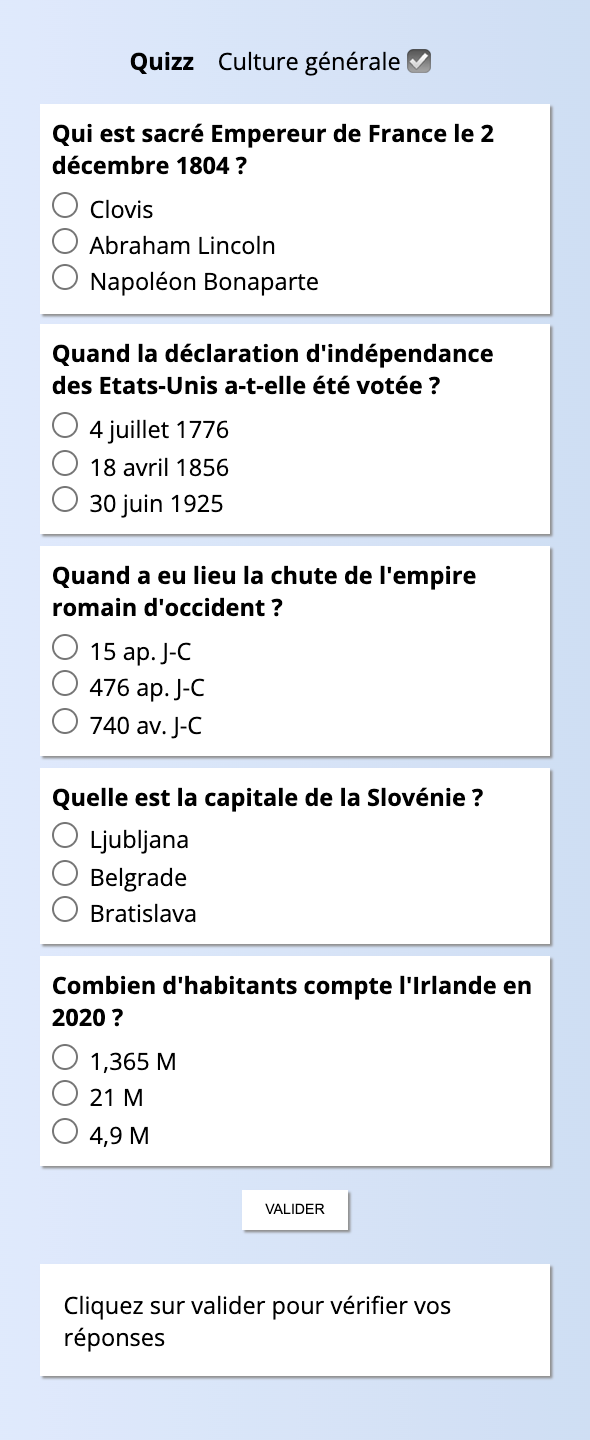 Quizz Culture générale
Qui est sacré Empereur de France le 2
décembre 1804 ?
Clovis
Abraham Lincoln
Napoléon Bonaparte
Quand la déclaration d'indépendance
des Etats-Unis a-t-elle été votée ?
4 juillet 1776
18 avril 1856
30 juin 1925
Quand a eu lieu la chute de l'empire
romain d'occident ?
15 ap. J-C
476 ap. J-C
740 av. J-C
Quelle est la capitale de la Slovénie ?
Ljubljana
Belgrade
Bratislava
Combien d'habitants compte l'Irlande en
2020 ?
1,365 M
21 M
4,9 M
VALIDER
Cliquez sur valider pour vérifier vos
réponses